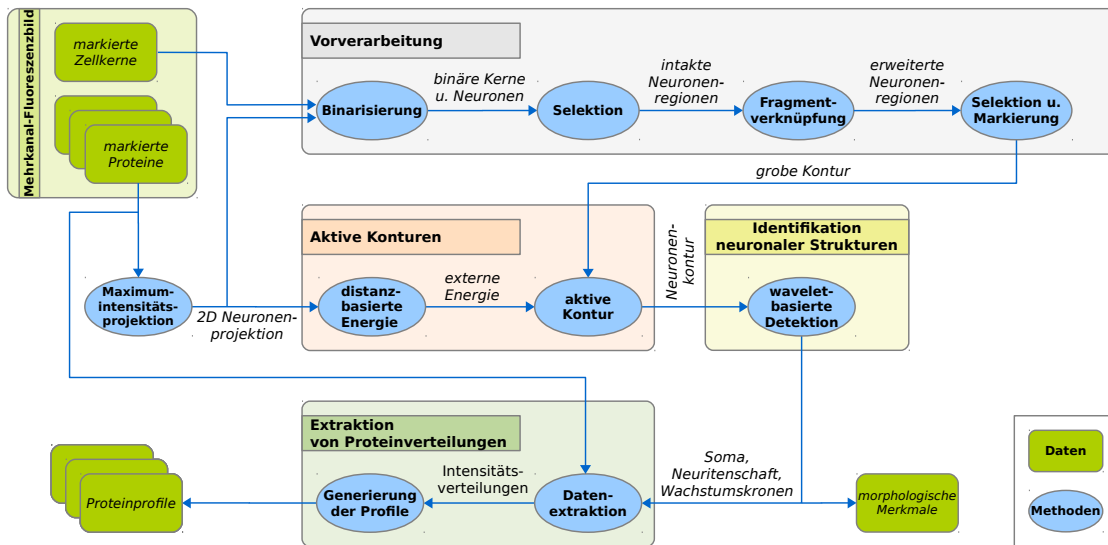 Mehrkanal-Fluoreszenzbild
markierte
Zellkerne
markierte
Proteine
Vorverarbeitung
Binarisierung
binäre Kerne
u. Neuronen
Selektion
intakte
Neuronen-
regionen
Fragment-
verknüpfung
erweiterte
Neuronen-
regionen
Selektion u.
Markierung
grobe Kontur
Maximum-
intensitäts-
projektion
2D Neuronen-
projektion
Aktive Konturen
distanz-
basierte
Energie
externe
Energie
aktive
Kontur
Neuronen-
kontur
Identifikation
neuronaler Strukturen
wavelet-
basierte
Detektion
Extraktion
von Proteinverteilungen
Proteinprofile
Generierung
der Profile
Intensitäts-
verteilungen
Daten-
extraktion
Soma,
Neuritenschaft,
Wachstumskronen
morphologische
Merkmale
Daten
Methoden